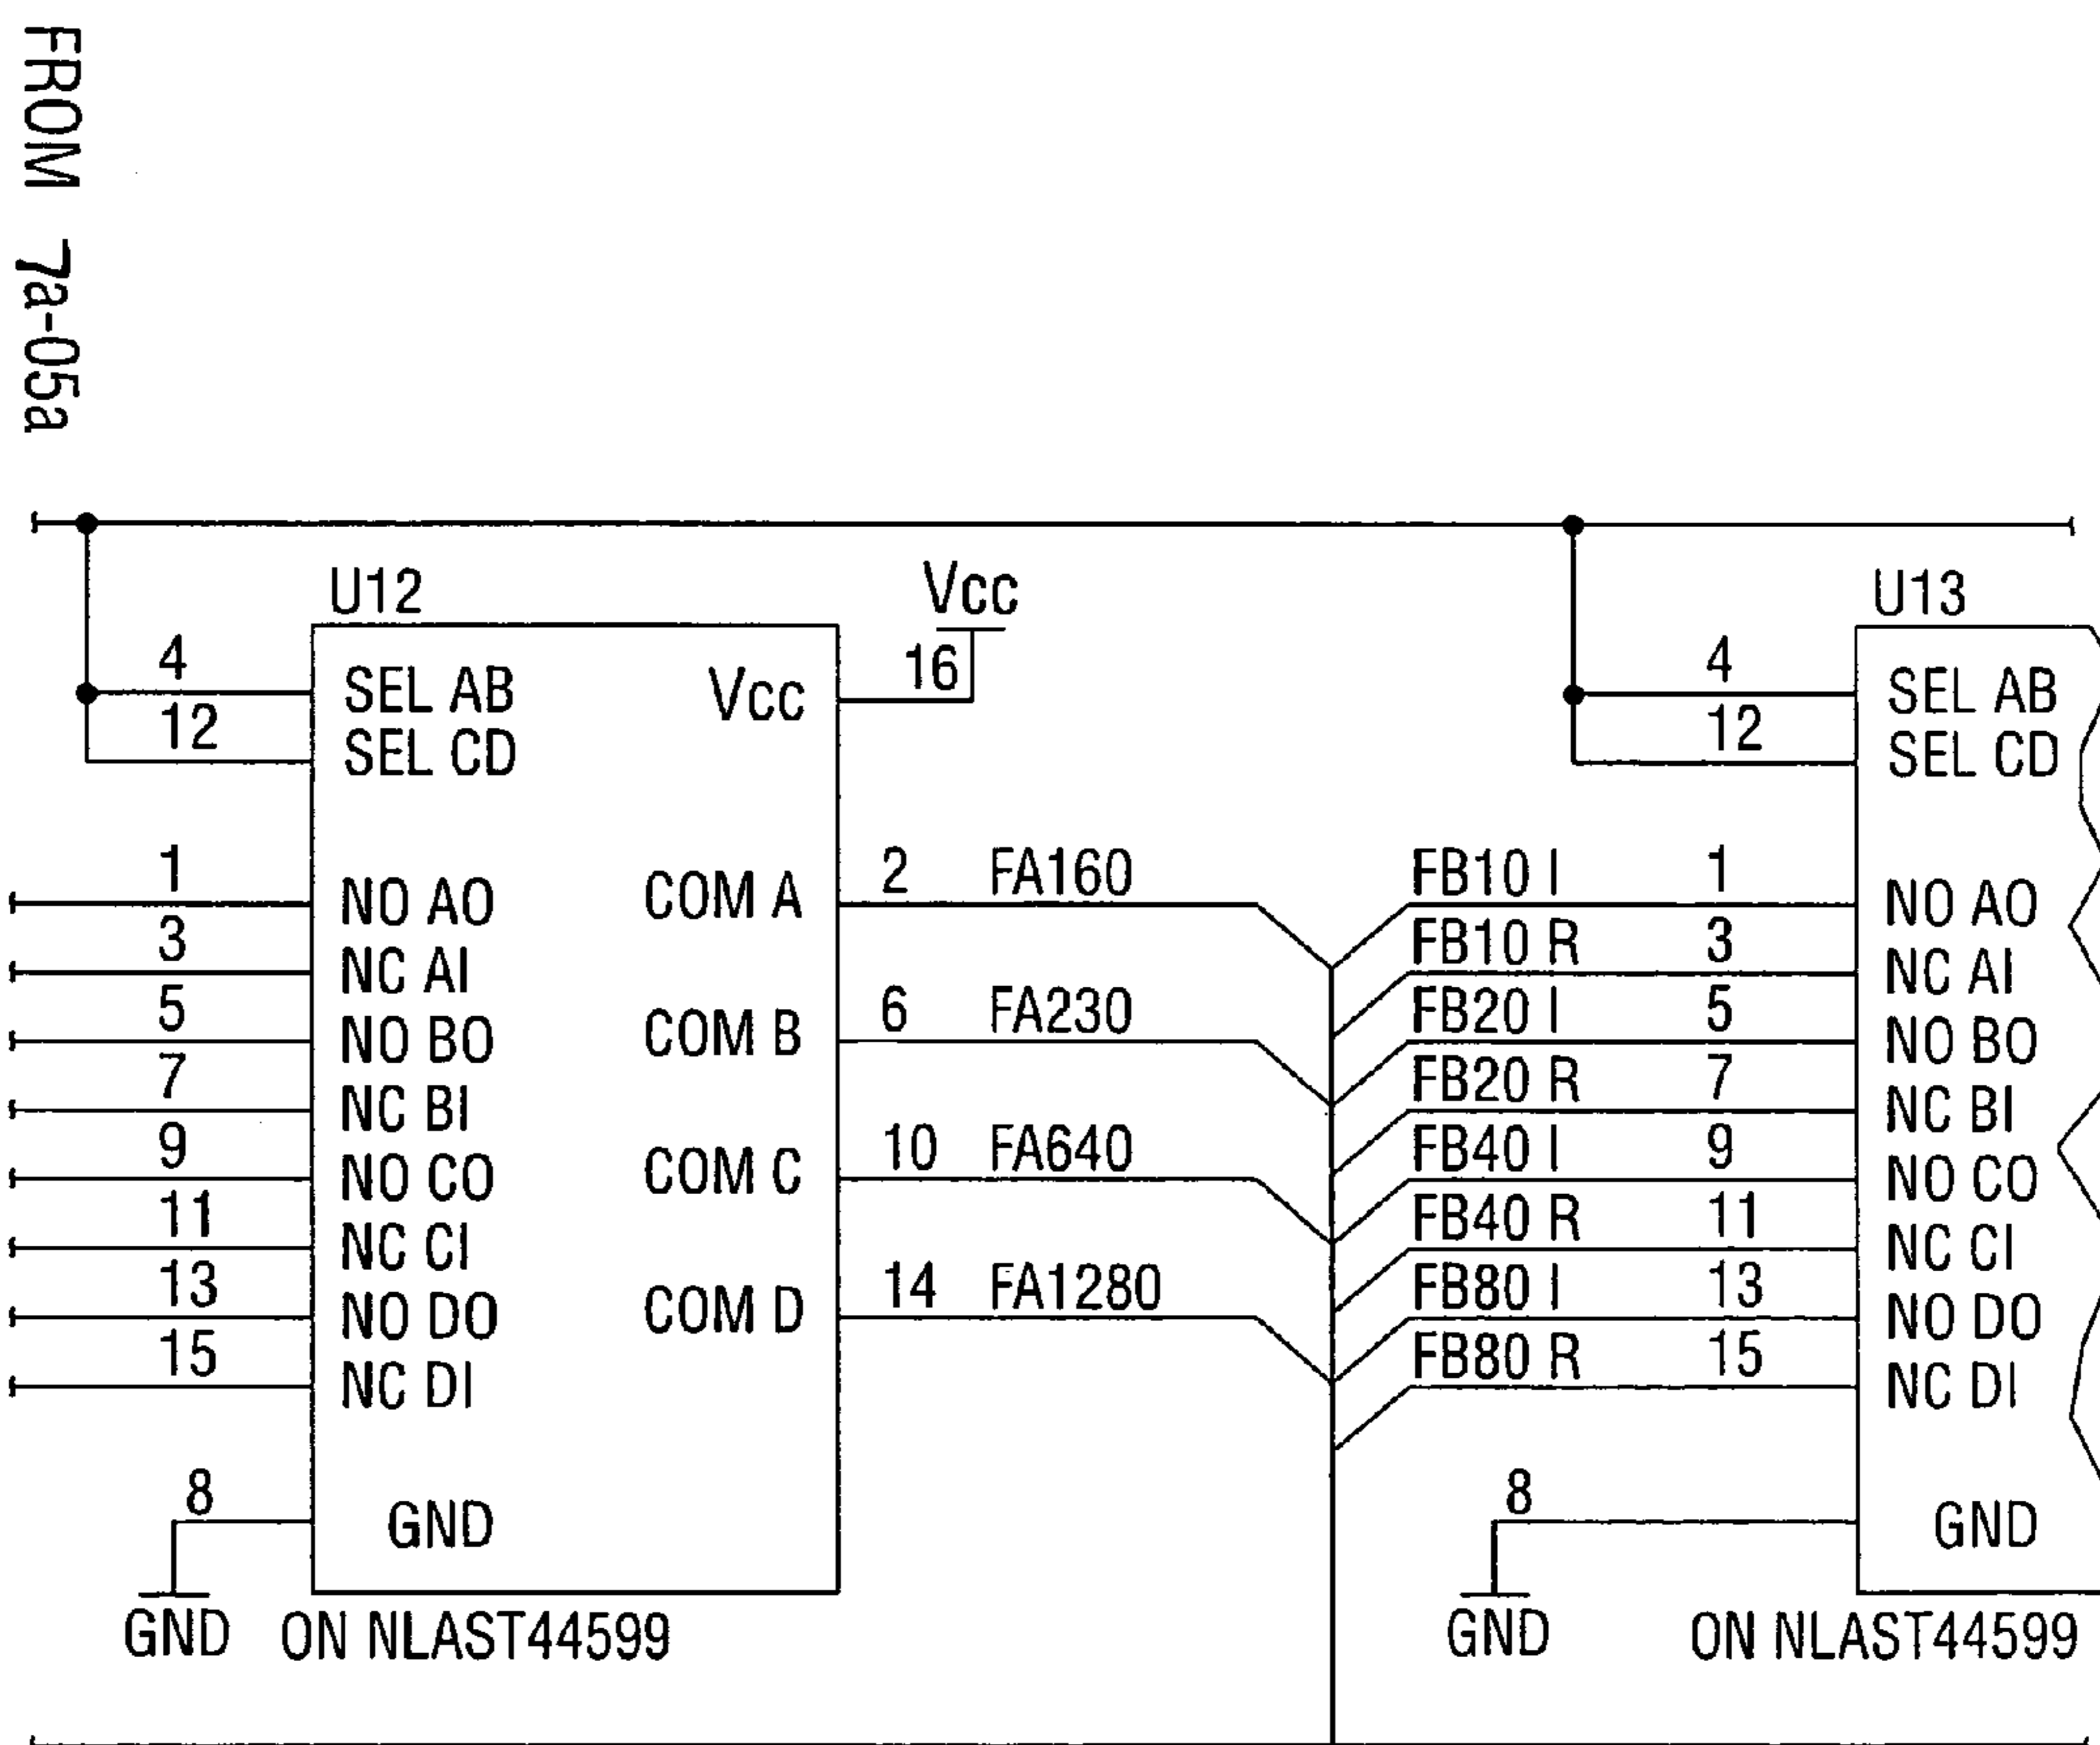 FROM 7a-05a
U12
Vcc
16
4
SEL AB
Vcc
12
SEL CD
1
NO AO
COM A
2
FA160
3
NC AI
5
NO BO
COM B
6
FA230
7
NC BI
9
NO CO
COM C
10
FA640
11
NC CI
13
NO DO
COM D
14
FA1280
15
NC DI
8
GND
GND
ON NLAST44599
U13
4
SEL AB
12
SEL CD
FB10 I
1
NO AO
FB10 R
3
NC AI
FB20 I
5
NO BO
FB20 R
7
NC BI
FB40 I
9
NO CO
FB40 R
11
NC CI
FB80 I
13
NO DO
FB80 R
15
NC DI
8
GND
GND
ON NLAST44599